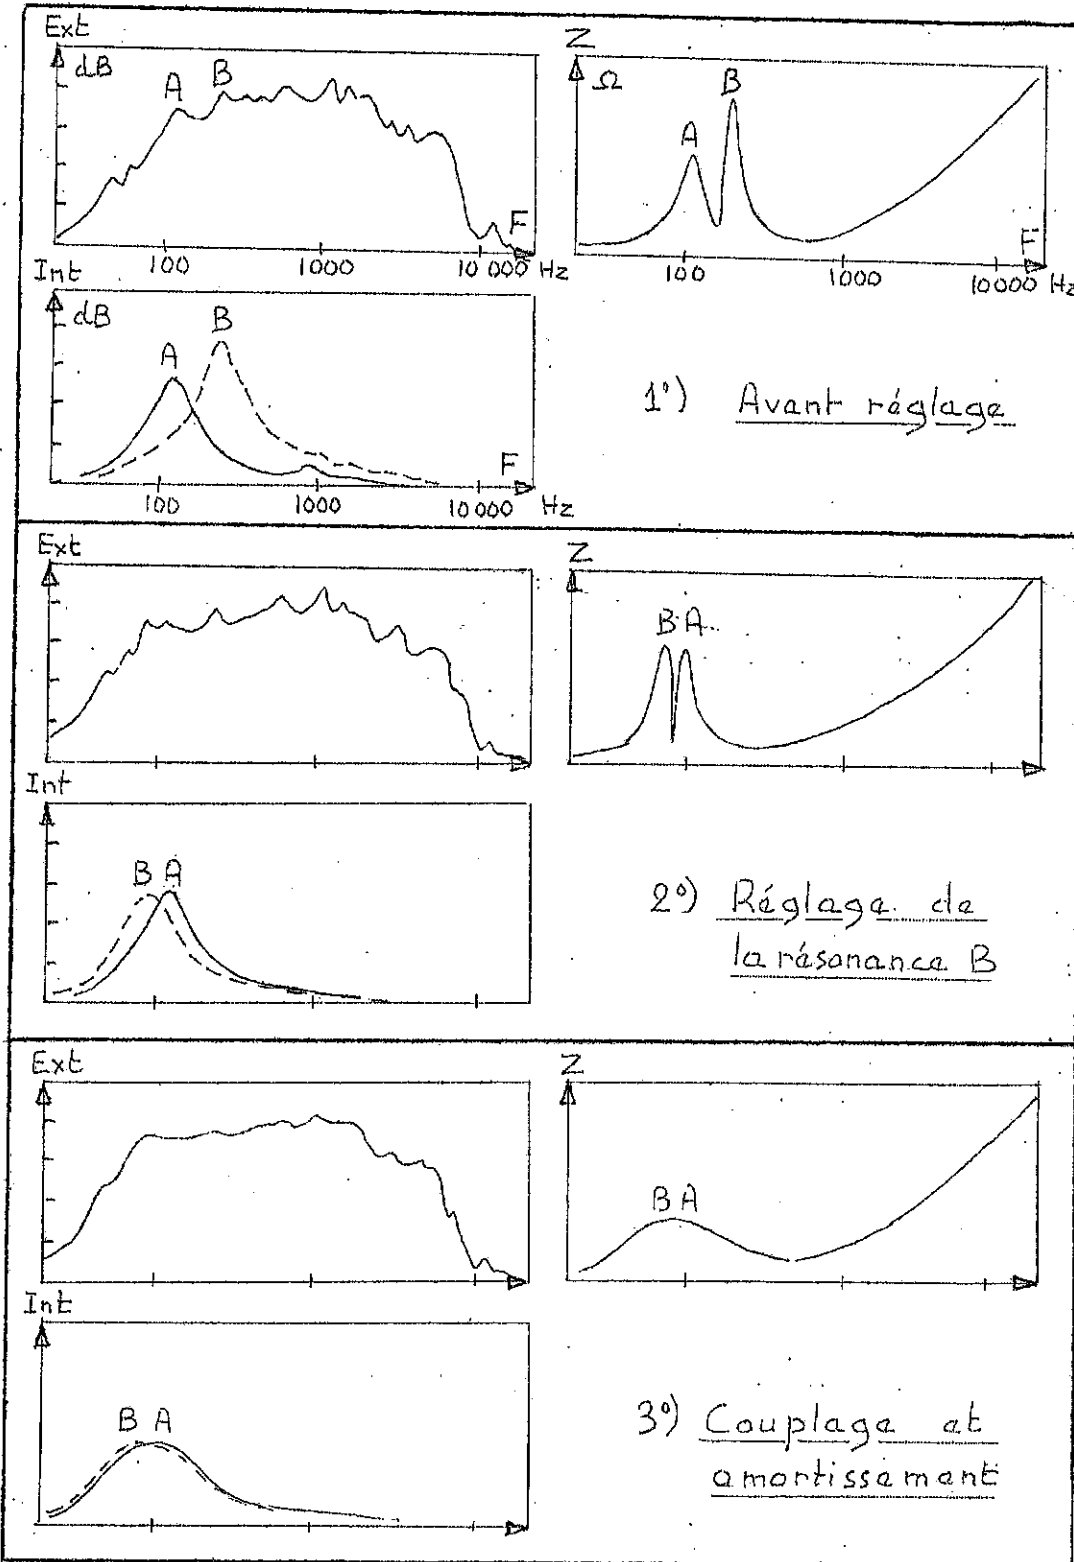 Ext
dB
A
B
F
100
1000
10 000 Hz
Z
Ω
A
B
F
100
1000
10000 Hz
Int
dB
A
B
F
100
1000
10 000 Hz
1°) Avant réglage
Ext
Z
B A
Int
B A
2°) Réglage de
la résonance B
Ext
Z
B A
Int
B A
3°) Couplage et
amortissement